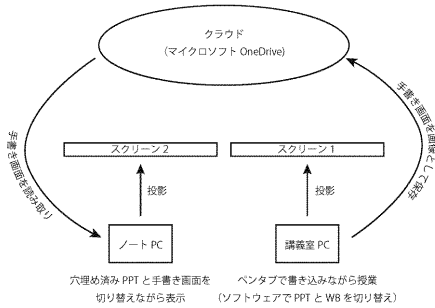 クラウド
(マイクロソフト OneDrive)
手書き画面を読み取り
手書き画面を画像として保存
スクリーン2
スクリーン1
投影
投影
ノート PC
講義室 PC
穴埋め済み PPT と手書き画面を
切り替えながら表示
ペンタブで書き込みながら授業
(ソフトウェアで PPT と WB を切り替え)